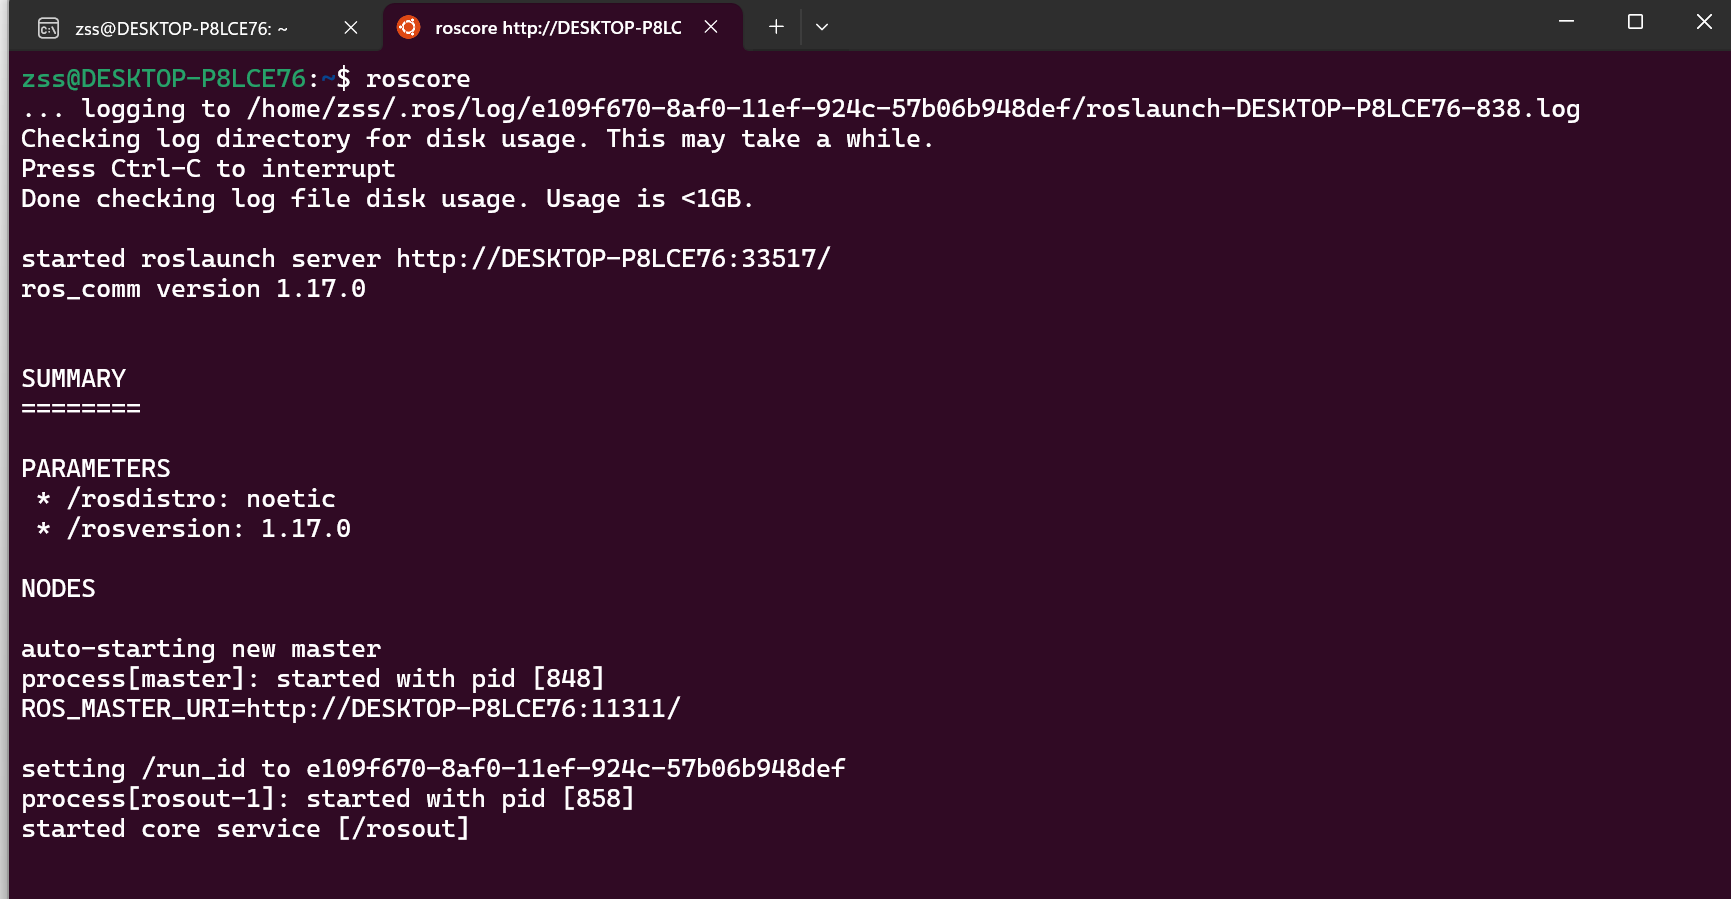 zss@DESKTOP-P8LCE76: ~
roscore http://DESKTOP-P8LC
zss@DESKTOP-P8LCE76:~$ roscore
... logging to /home/zss/.ros/log/e109f670-8af0-11ef-924c-57b06b948def/roslaunch-DESKTOP-P8LCE76-838.log
Checking log directory for disk usage. This may take a while.
Press Ctrl-C to interrupt
Done checking log file disk usage. Usage is <1GB.

started roslaunch server http://DESKTOP-P8LCE76:33517/
ros_comm version 1.17.0

SUMMARY
========

PARAMETERS
 * /rosdistro: noetic
 * /rosversion: 1.17.0

NODES

auto-starting new master
process[master]: started with pid [848]
ROS_MASTER_URI=http://DESKTOP-P8LCE76:11311/

setting /run_id to e109f670-8af0-11ef-924c-57b06b948def
process[rosout-1]: started with pid [858]
started core service [/rosout]